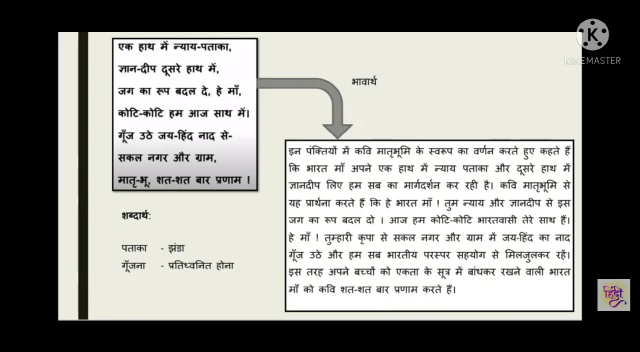 एक हाथ में न्याय-पताका,
ज्ञान-दीप दूसरे हाथ में,
जग का रूप बदल दे, हे माँ,
कोटि-कोटि हम आज साथ में।
गूँज उठे जय-हिंद नाद से-
सकल नगर और ग्राम,
मातृ-भू, शत-शत बार प्रणाम !
भावार्थ
शब्दार्थ:
पताका - झंडा
गूँजना - प्रतिध्वनित होना
इन पंक्तियों में कवि मातृभूमि के स्वरूप का वर्णन करते हुए कहते हैं
कि भारत माँ अपने एक हाथ में न्याय पताका और दूसरे हाथ में
ज्ञानदीप लिए हम सब का मार्गदर्शन कर रही है। कवि मातृभूमि से
यह प्रार्थना करते हैं कि हे भारत माँ ! तुम न्याय और ज्ञानदीप से इस
जग का रूप बदल दो । आज हम कोटि-कोटि भारतवासी तेरे साथ हैं।
हे माँ ! तुम्हारी कृपा से सकल नगर और ग्राम में जय-हिंद का नाद
गूँज उठे और हम सब भारतीय परस्पर सहयोग से मिलजुलकर रहें।
इस तरह अपने बच्चों को एकता के सूत्र में बांधकर रखने वाली भारत
माँ को कवि शत-शत बार प्रणाम करते हैं।
K
KINEMASTER
हिंदी